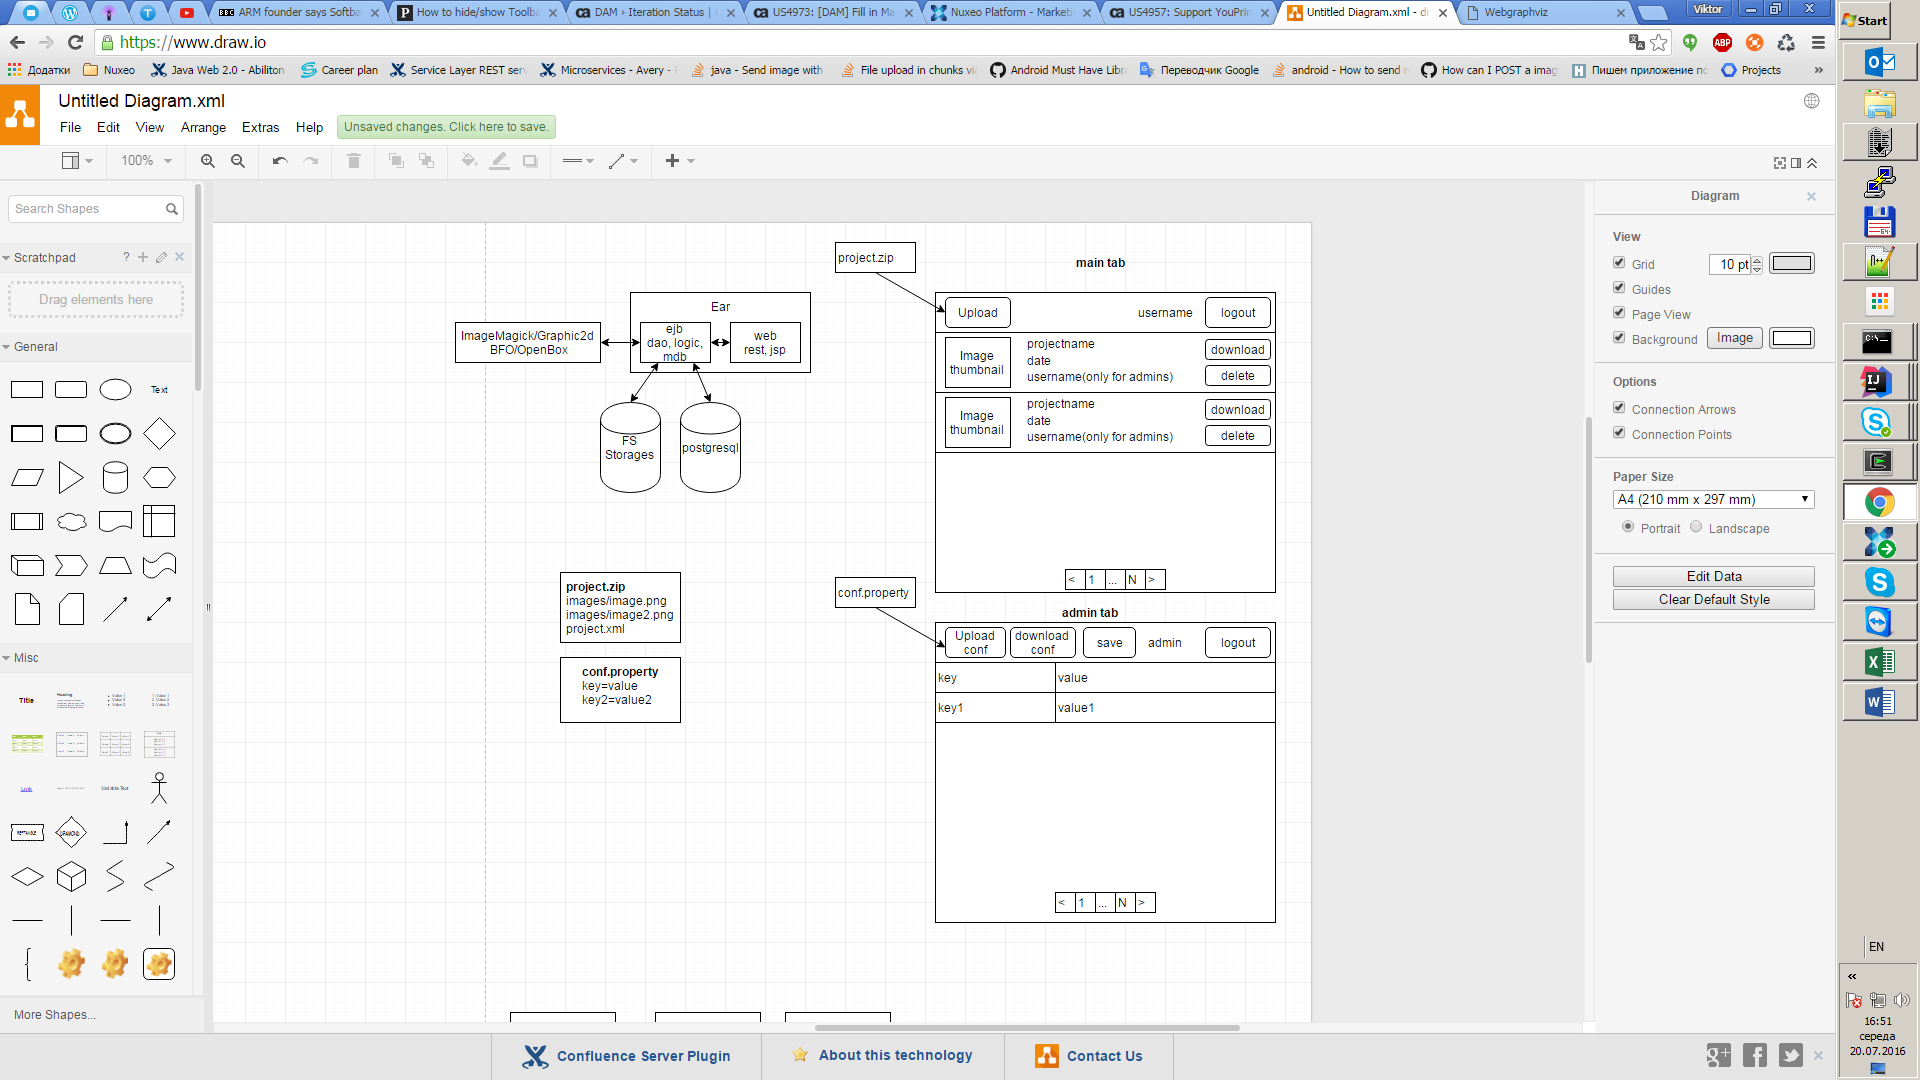 ARM founder says Softba
How to hide/show Toolba
DAM › Iteration Status |
US4973: [DAM] Fill in Ma
Nuxeo Platform - Marketi
US4957: Support YouPrin
Untitled Diagram.xml - d
Webgraphviz
Viktor
https://www.draw.io
Додатки
Nuxeo
Java Web 2.0 - Abiliton
Career plan
Service Layer REST serv
Microservices - Avery -
java - Send image with
File upload in chunks via
Android Must Have Libr
Переводчик Google
android - How to send
How can I POST a imag
Пишем приложение по
Projects
»
Untitled Diagram.xml
File Edit View Arrange Extras Help
Unsaved changes. Click here to save.
100%
Search Shapes
Scratchpad
?
Drag elements here
General
Text
Misc
Title
Heading
Link
Variable Text
RECTANGLE
DIAMOND
More Shapes...
Ear
ImageMagick/Graphic2d
BFO/OpenBox
ejb
dao, logic,
mdb
web
rest, jsp
FS
Storages
postgresql
project.zip
images/image.png
images/image2.png
project.xml
conf.property
key=value
key2=value2
project.zip
main tab
Upload
username
logout
Image
thumbnail
projectname
date
username(only for admins)
download
delete
Image
thumbnail
projectname
date
username(only for admins)
download
delete
< 1 ... N >
conf.property
admin tab
Upload
conf
download
conf
save
admin
logout
key value
key1 value1
< 1 ... N >
Diagram
View
Grid
10 pt
Guides
Page View
Background
Image
Options
Connection Arrows
Connection Points
Paper Size
A4 (210 mm x 297 mm)
Portrait
Landscape
Edit Data
Clear Default Style
Confluence Server Plugin
About this technology
Contact Us
Start
EN
«
16:51
середа
20.07.2016